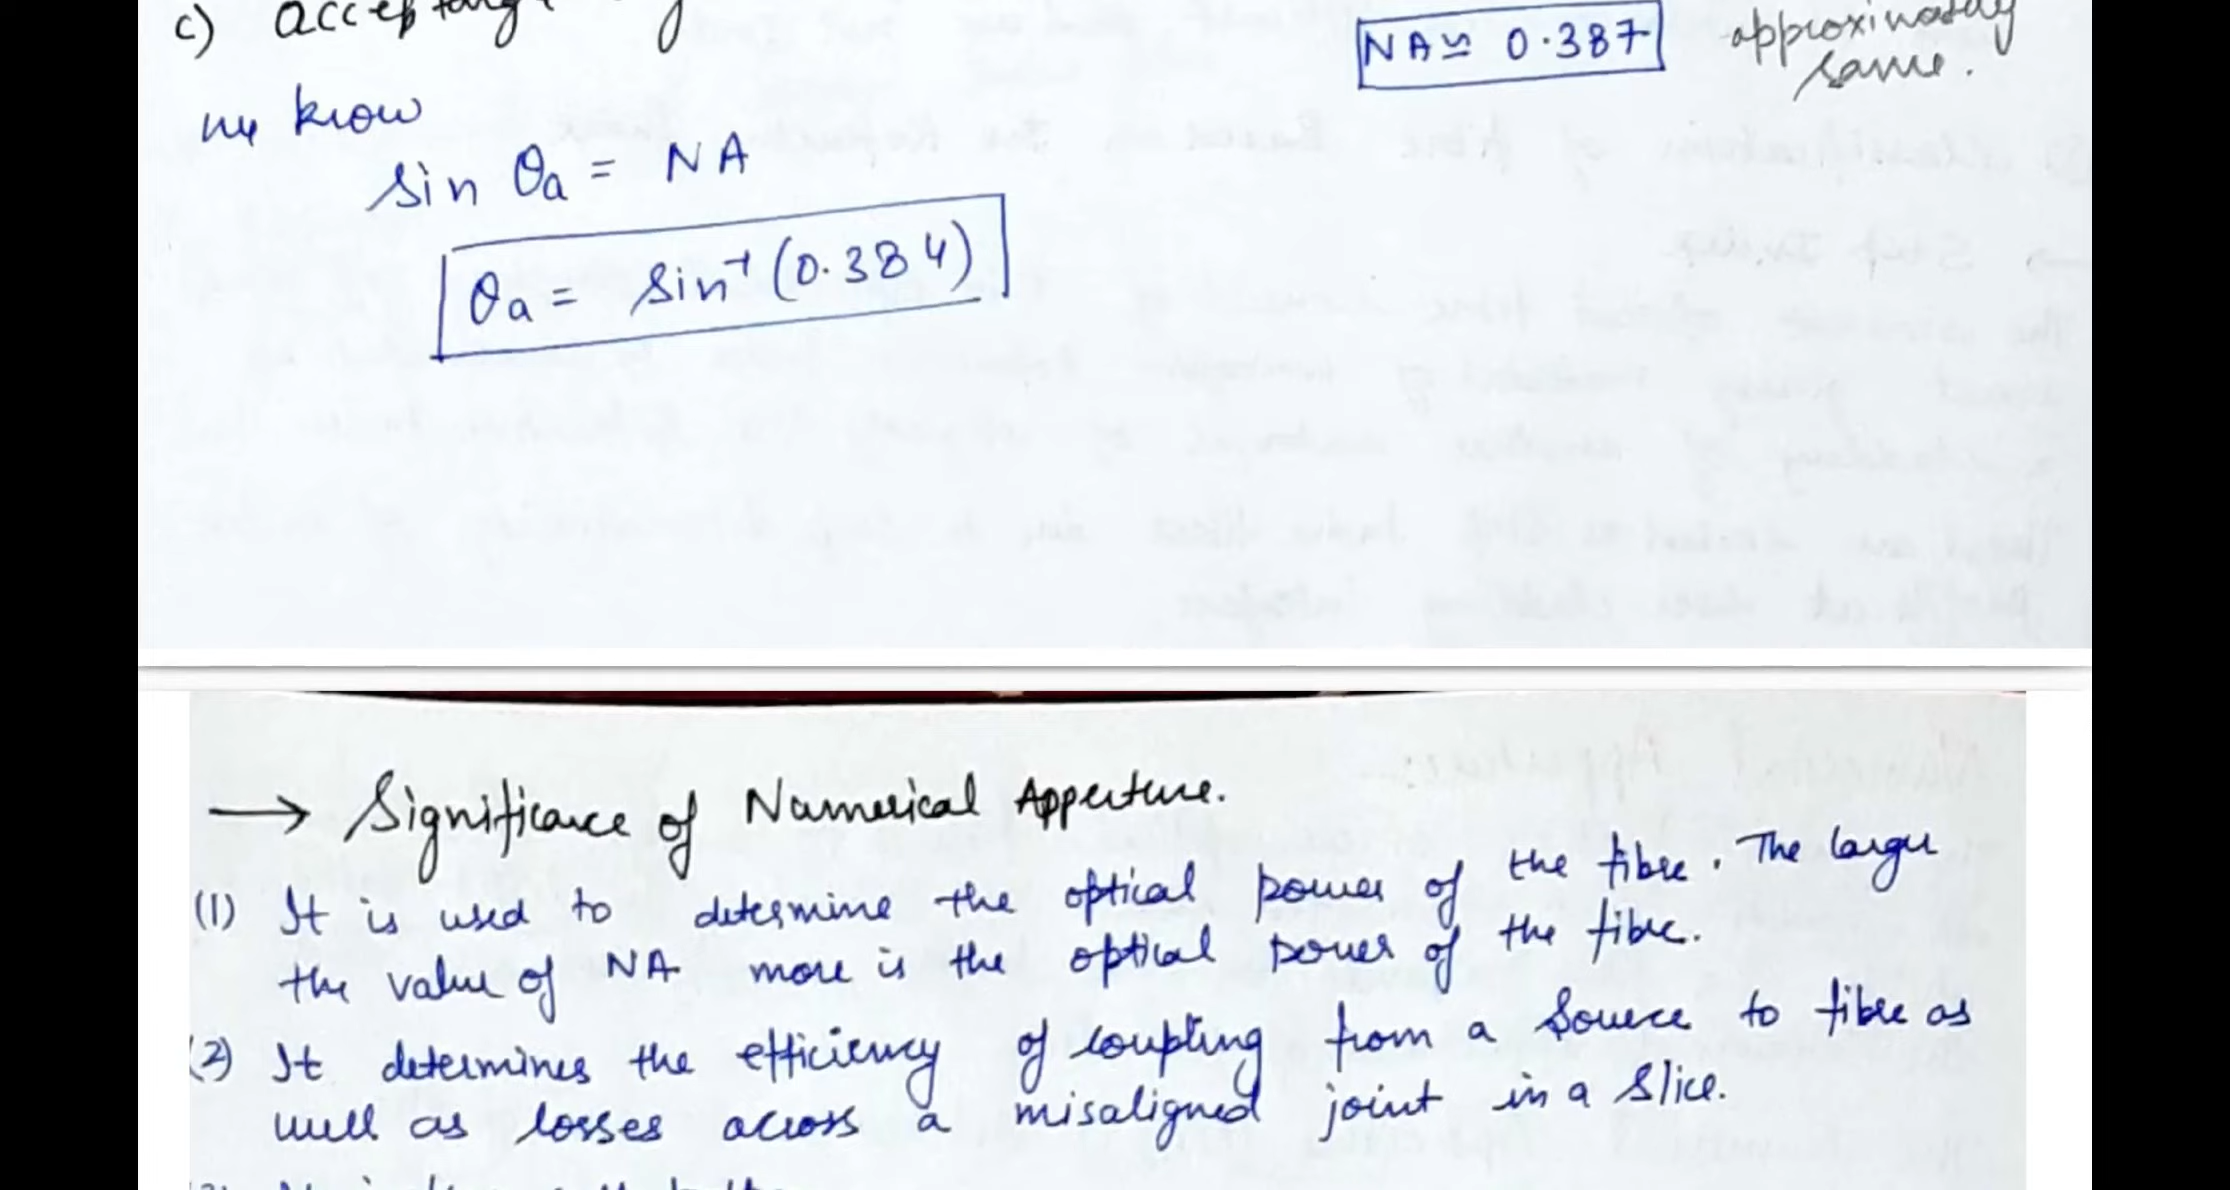 c)
NA ≃ 0.387
approximately
same.
we know
sin θa = NA
θa = sin⁻¹ (0.384)
→ Significance of Numerical Apperture.
(1) It is used to determine the optical power of the fibre. The larger
the value of NA more is the optical power of the fibre.
(2) It determines the efficiency of coupling from a source to fibre as
well as losses across a misaligned joint in a slice.